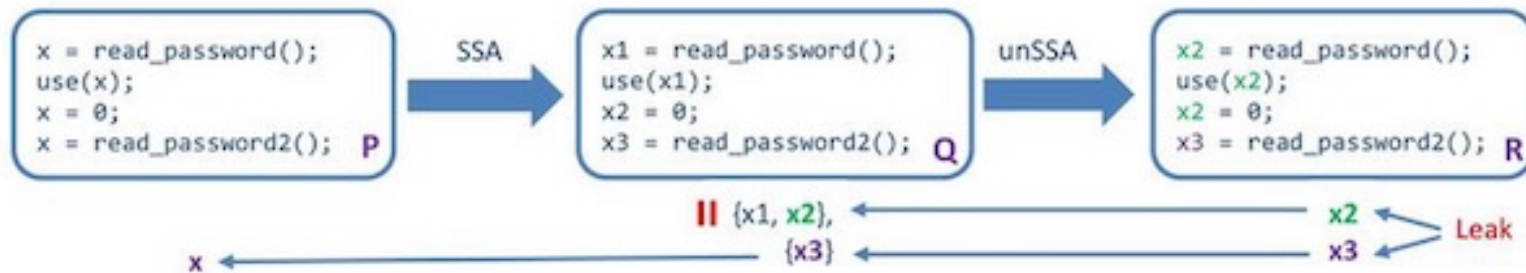 x = read_password();
use(x);
x = 0;
x = read_password2(); P
SSA
x1 = read_password();
use(x1);
x2 = 0;
x3 = read_password2(); Q
unSSA
x2 = read_password();
use(x2);
x2 = 0;
x3 = read_password2(); R
{x1, x2},
x2
Leak
x
{x3}
x3